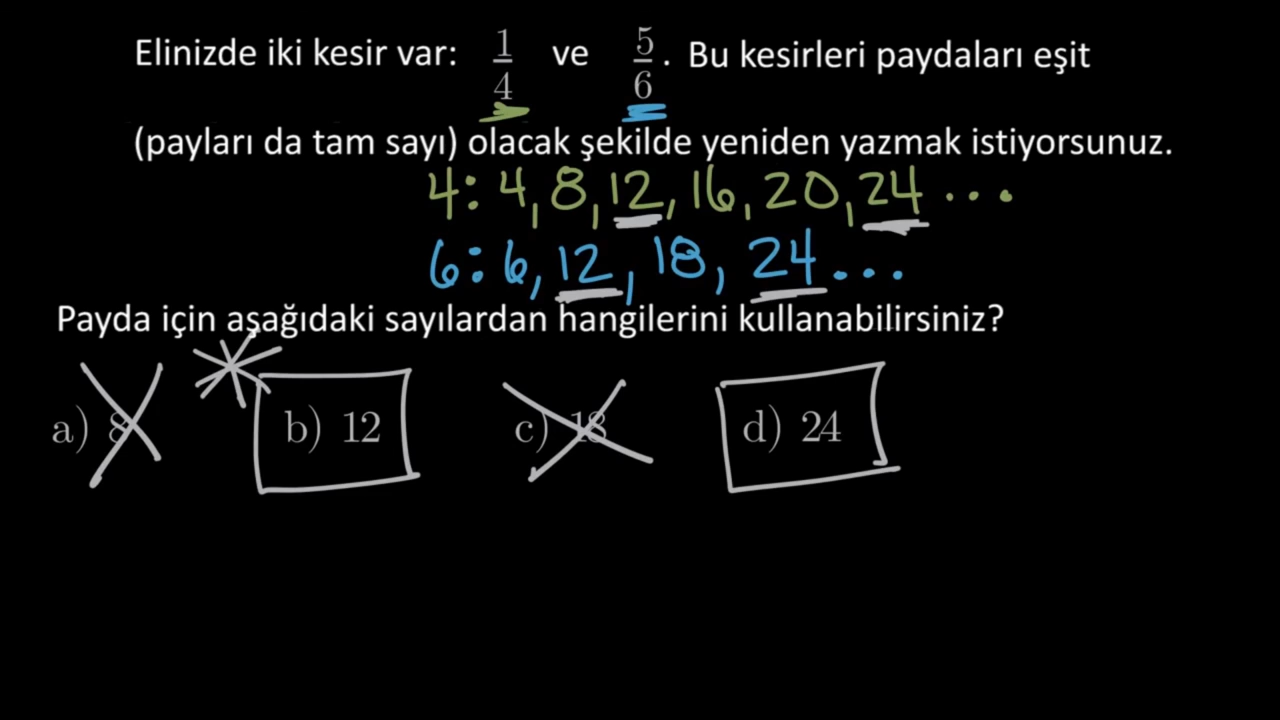 Elinizde iki kesir var: 1/4 ve 5/6. Bu kesirleri paydaları eşit
(payları da tam sayı) olacak şekilde yeniden yazmak istiyorsunuz.
4: 4, 8, 12, 16, 20, 24 ...
6: 6, 12, 18, 24 ...
Payda için aşağıdaki sayılardan hangilerini kullanabilirsiniz?
a) 8 b) 12 c) 18 d) 24